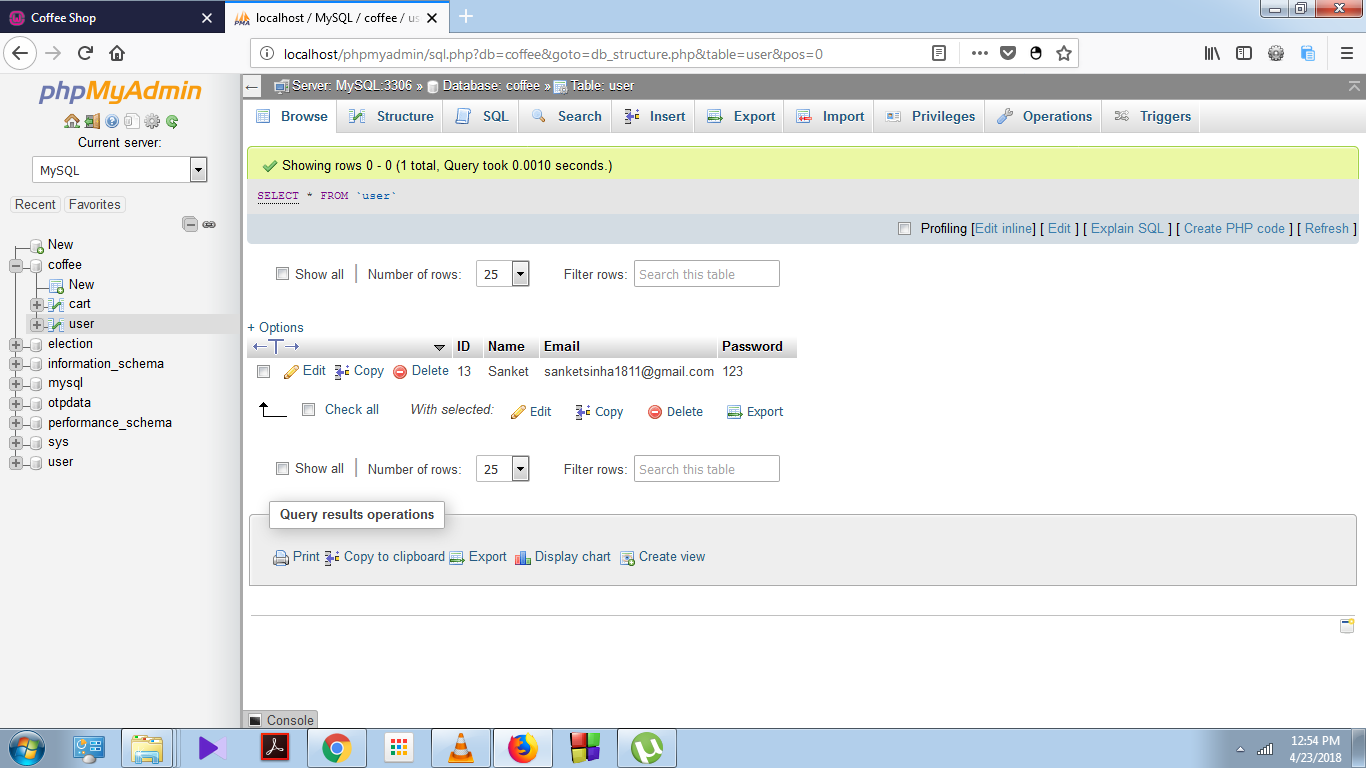 Coffee Shop
localhost / MySQL / coffee / us
localhost/phpmyadmin/sql.php?db=coffee&goto=db_structure.php&table=user&pos=0
phpMyAdmin
Current server:
MySQL
Recent Favorites
New
coffee
New
cart
user
election
information_schema
mysql
otpdata
performance_schema
sys
user
Server: MySQL:3306 » Database: coffee » Table: user
Browse Structure SQL Search Insert Export Import Privileges Operations Triggers
Showing rows 0 - 0 (1 total, Query took 0.0010 seconds.)
SELECT * FROM `user`
Profiling [Edit inline] [ Edit ] [ Explain SQL ] [ Create PHP code ] [ Refresh ]
Show all | Number of rows: 25 Filter rows: Search this table
+ Options
←T→ ID Name Email Password
Edit Copy Delete 13 Sanket sanketsinha1811@gmail.com 123
Check all With selected: Edit Copy Delete Export
Show all | Number of rows: 25 Filter rows: Search this table
Query results operations
Print Copy to clipboard Export Display chart Create view
Console
12:54 PM
4/23/2018